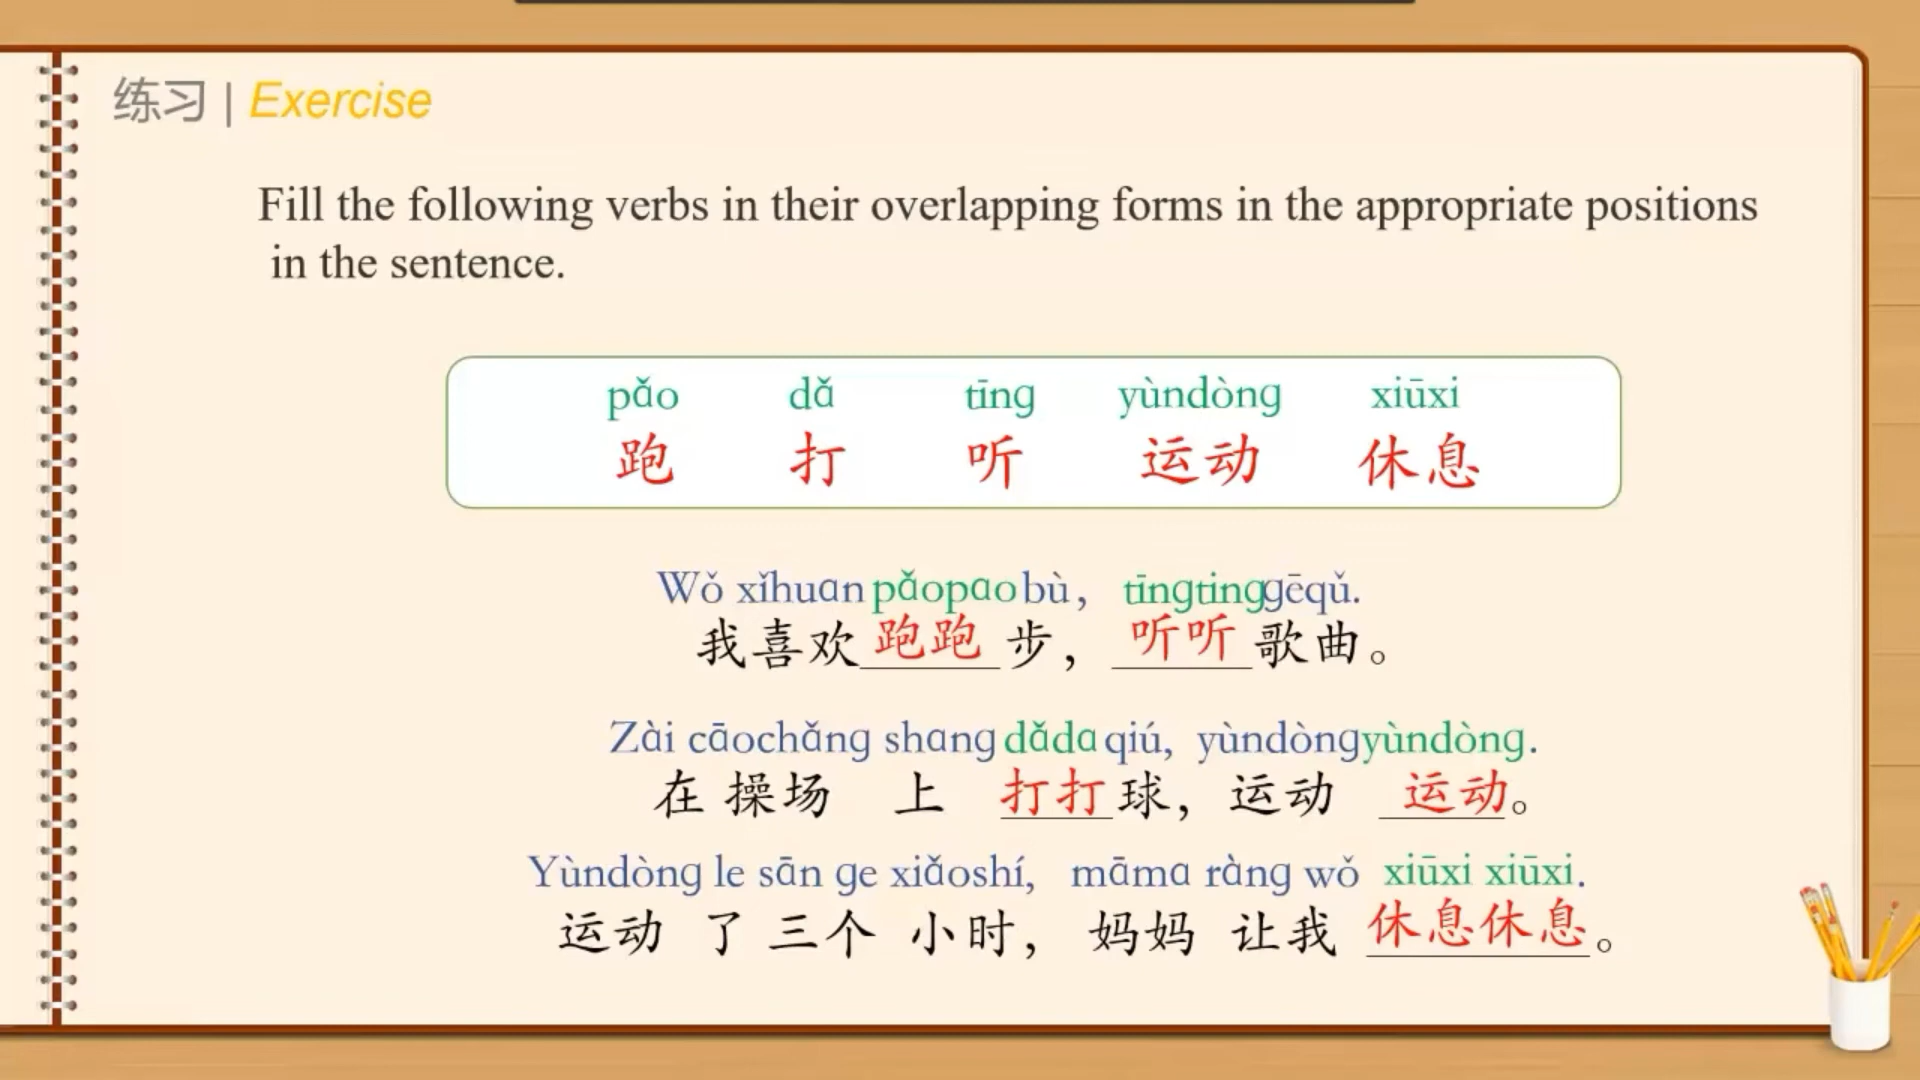 练习 | Exercise
Fill the following verbs in their overlapping forms in the appropriate positions
in the sentence.
pǎo dǎ tīng yùndòng xiūxi
跑 打 听 运动 休息
Wǒ xǐhuan pǎopao bù, tīngting gēqǔ.
我喜欢跑跑步，听听歌曲。
Zài cāochǎng shang dǎda qiú, yùndòngyùndòng.
在操场上打打球，运动运动。
Yùndòng le sān ge xiǎoshí, māma ràng wǒ xiūxi xiūxi.
运动了三个小时，妈妈让我休息休息。